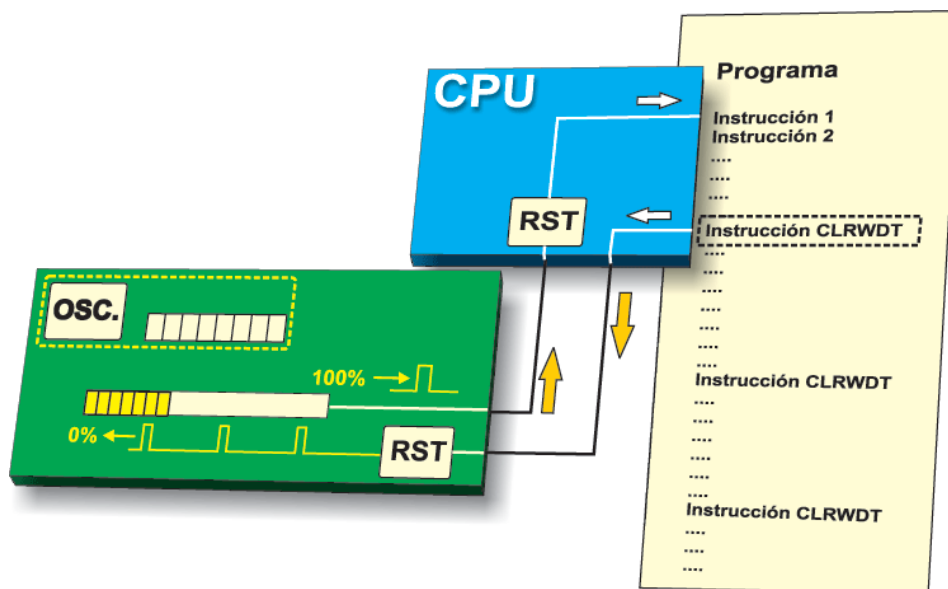 CPU
RST
OSC.
100%
0%
RST
Programa
Instrucción 1
Instrucción 2
....
....
....
Instrucción CLRWDT
....
....
....
....
....
....
....
Instrucción CLRWDT
....
....
....
....
....
....
Instrucción CLRWDT
....
....
....